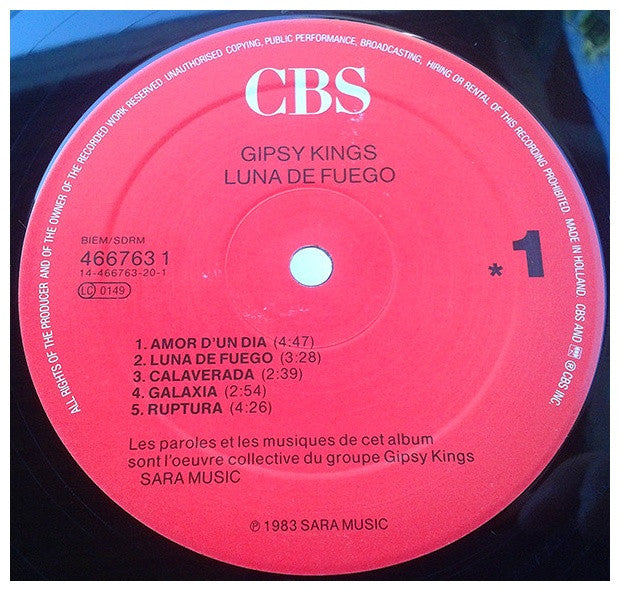 ALL RIGHTS OF THE PRODUCER AND OF THE OWNER OF THE RECORDED WORK RESERVED. UNAUTHORISED COPYING, PUBLIC PERFORMANCE, BROADCASTING, HIRING OR RENTAL OF THIS RECORDING PROHIBITED. MADE IN HOLLAND. CBS AND ℗ CBS INC.
CBS
GIPSY KINGS
LUNA DE FUEGO
BIEM/SDRM
466763 1
14-466763-20-1
LC 0149
* 1
1. AMOR D'UN DIA (4:47)
2. LUNA DE FUEGO (3:28)
3. CALAVERADA (2:39)
4. GALAXIA (2:54)
5. RUPTURA (4:26)
Les paroles et les musiques de cet album
sont l'oeuvre collective du groupe Gipsy Kings
SARA MUSIC
℗ 1983 SARA MUSIC